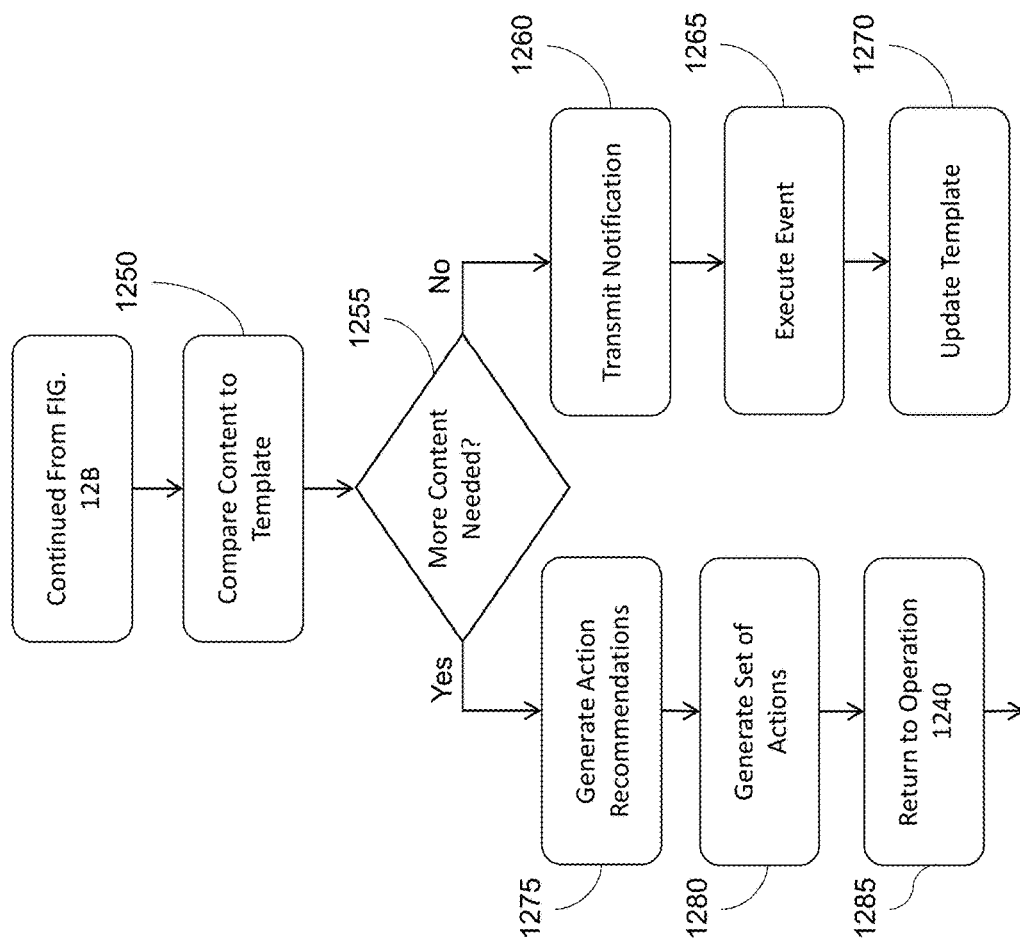 Continued From FIG.
12B
1250
Compare Content to
Template
1255
More Content
Needed?
Yes
No
1275
Generate Action
Recommendations
1280
Generate Set of
Actions
1285
Return to Operation
1240
1260
Transmit Notification
1265
Execute Event
1270
Update Template